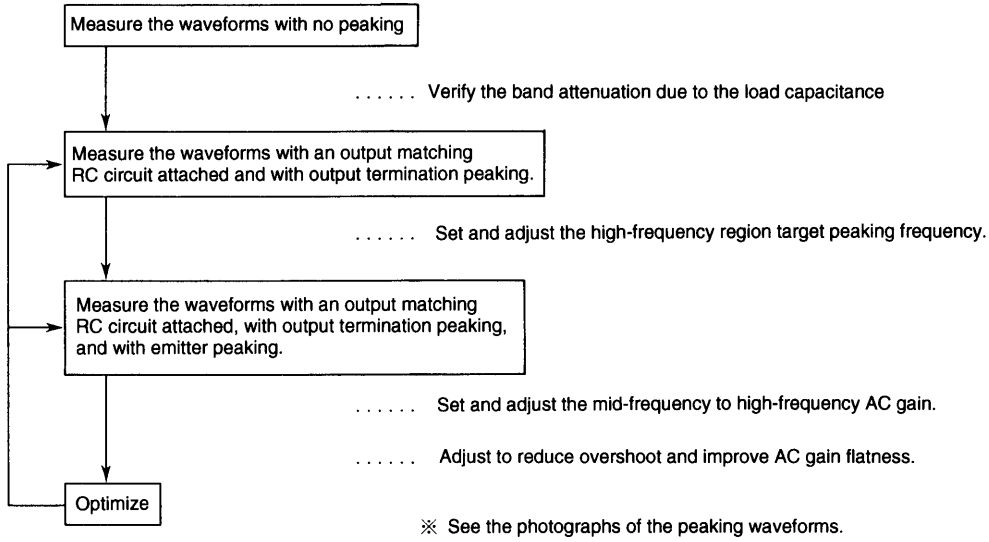 Measure the waveforms with no peaking
...... Verify the band attenuation due to the load capacitance
Measure the waveforms with an output matching
RC circuit attached and with output termination peaking.
...... Set and adjust the high-frequency region target peaking frequency.
Measure the waveforms with an output matching
RC circuit attached, with output termination peaking,
and with emitter peaking.
...... Set and adjust the mid-frequency to high-frequency AC gain.
...... Adjust to reduce overshoot and improve AC gain flatness.
Optimize
※ See the photographs of the peaking waveforms.